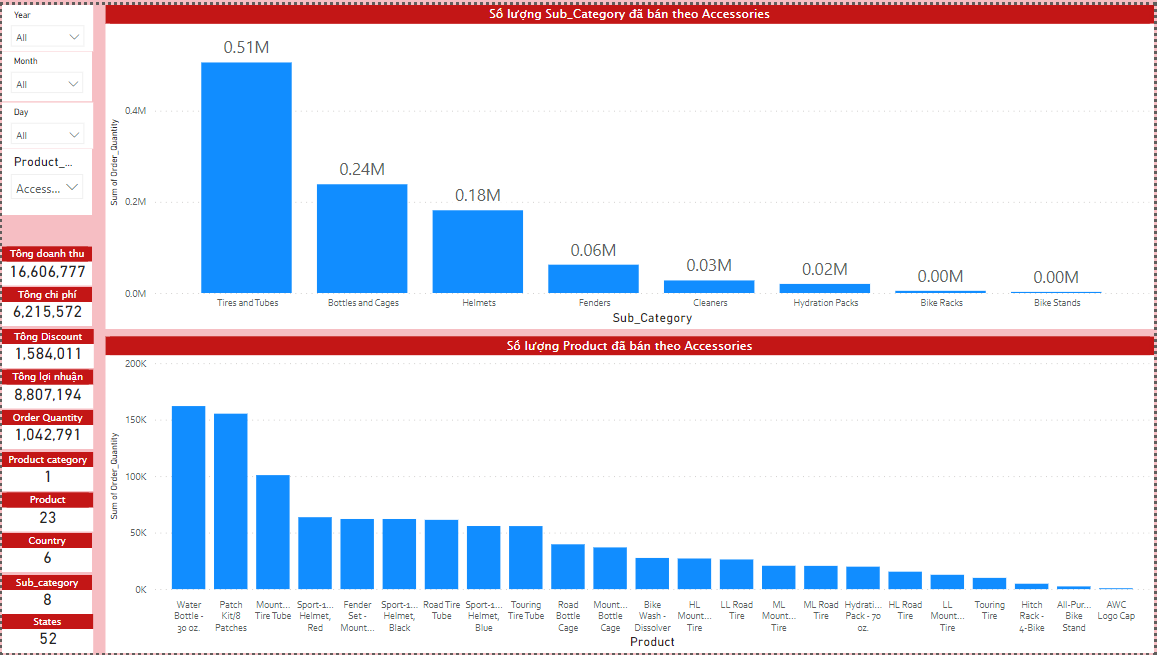 Year
All
Month
All
Day
All
Product_...
Access...
Tổng doanh thu
16,606,777
Tổng chi phí
6,215,572
Tổng Discount
1,584,011
Tổng lợi nhuận
8,807,194
Order Quantity
1,042,791
Product category
1
Product
23
Country
6
Sub_category
8
States
52
Số lượng Sub_Category đã bán theo Accessories
Sum of Order_Quantity
0.4M
0.2M
0.0M
0.51M
0.24M
0.18M
0.06M
0.03M
0.02M
0.00M
0.00M
Tires and Tubes
Bottles and Cages
Helmets
Fenders
Cleaners
Hydration Packs
Bike Racks
Bike Stands
Sub_Category
Số lượng Product đã bán theo Accessories
Sum of Order_Quantity
200K
150K
100K
50K
0K
Water
Bottle -
30 oz.
Patch
Kit/8
Patches
Mount...
Tire Tube
Sport-1...
Helmet,
Red
Fender
Set -
Mount...
Sport-1...
Helmet,
Black
Road Tire
Tube
Sport-1...
Helmet,
Blue
Touring
Tire Tube
Road
Bottle
Cage
Mount...
Bottle
Cage
Bike
Wash -
Dissolver
HL
Mount...
Tire
LL Road
Tire
ML
Mount...
Tire
ML Road
Tire
Hydrati...
Pack - 70
oz.
HL Road
Tire
LL
Mount...
Tire
Touring
Tire
Hitch
Rack -
4-Bike
All-Pur...
Bike
Stand
AWC
Logo Cap
Product